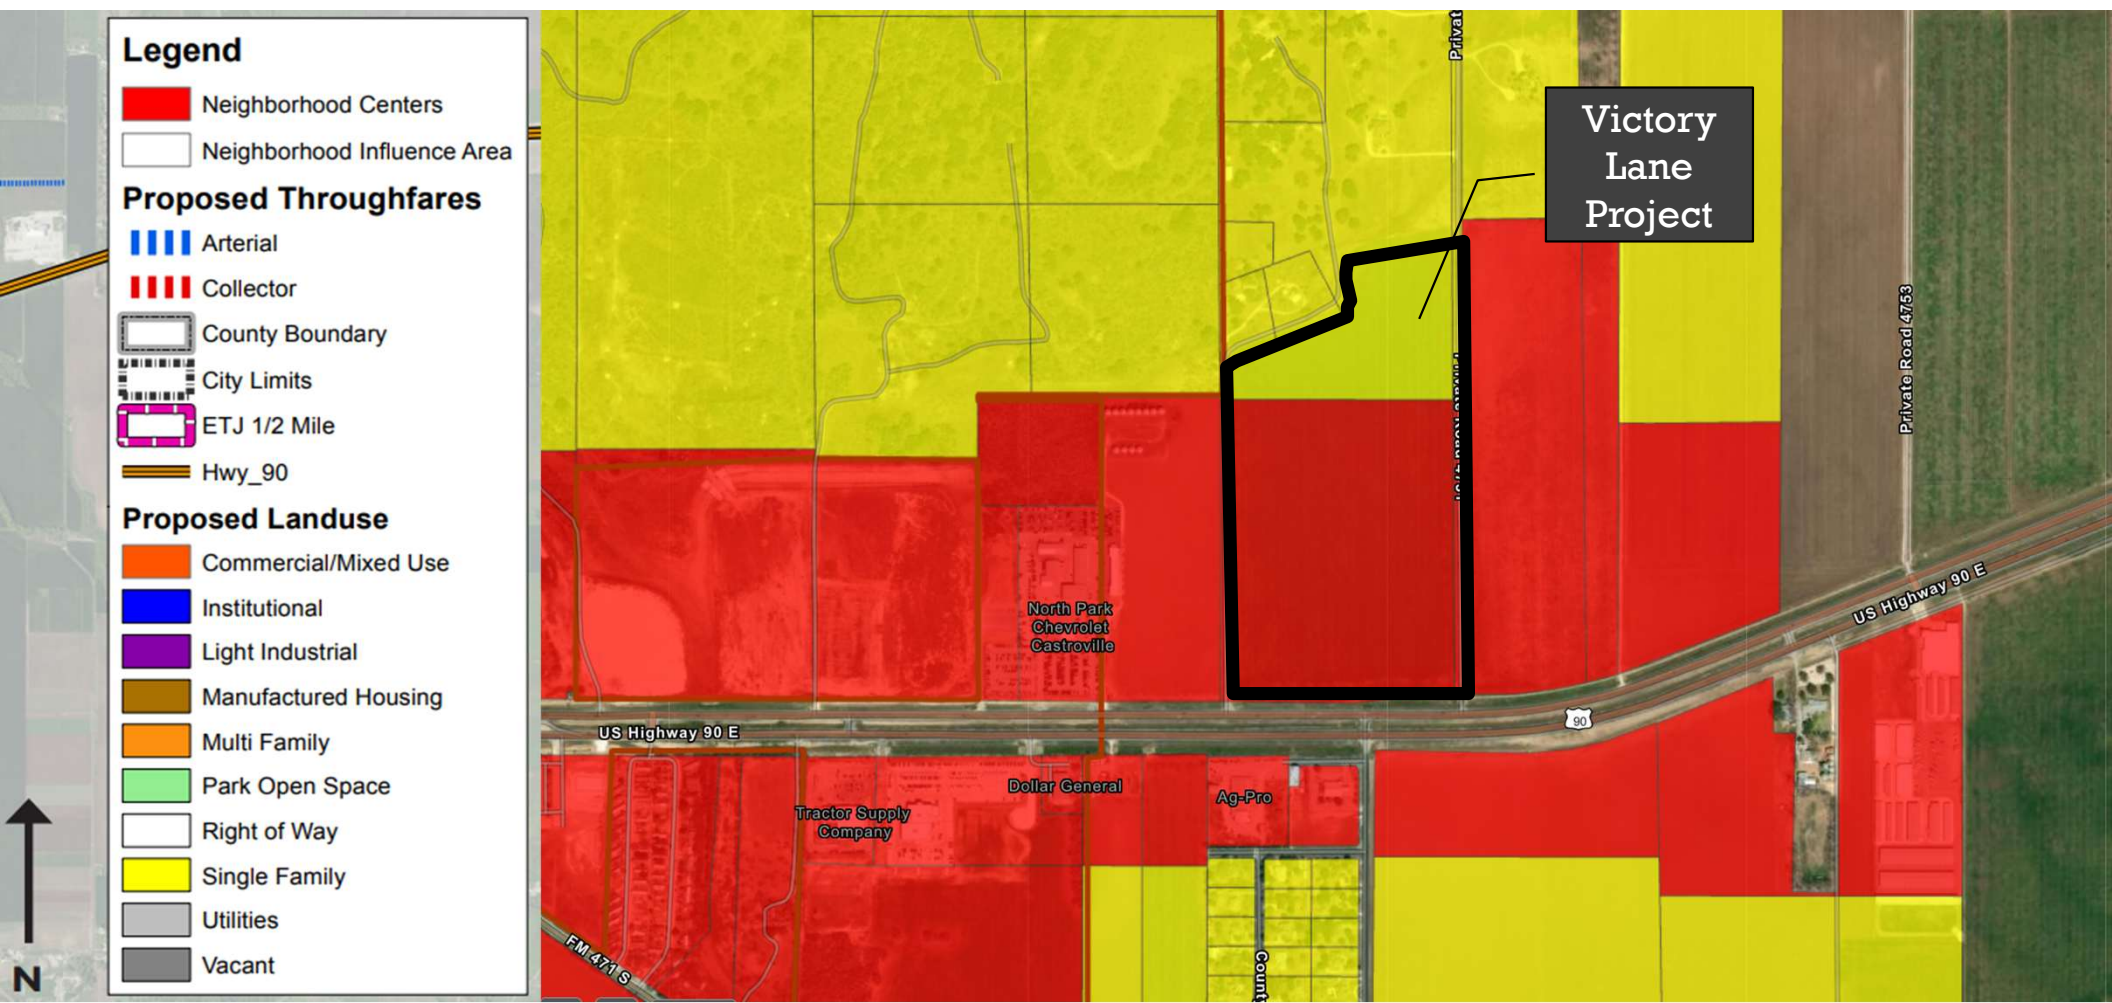 Legend
Neighborhood Centers
Neighborhood Influence Area
Proposed Throughfares
Arterial
Collector
County Boundary
City Limits
ETJ 1/2 Mile
Hwy_90
Proposed Landuse
Commercial/Mixed Use
Institutional
Light Industrial
Manufactured Housing
Multi Family
Park Open Space
Right of Way
Single Family
Utilities
Vacant
N
Privat
Victory
Lane
Project
Private Road 4753
North Park
Chevrolet
Castroville
US Highway 90 E
US Highway 90 E
90
Dollar General
Tractor Supply
Company
Ag-Pro
FM 471 S
Count